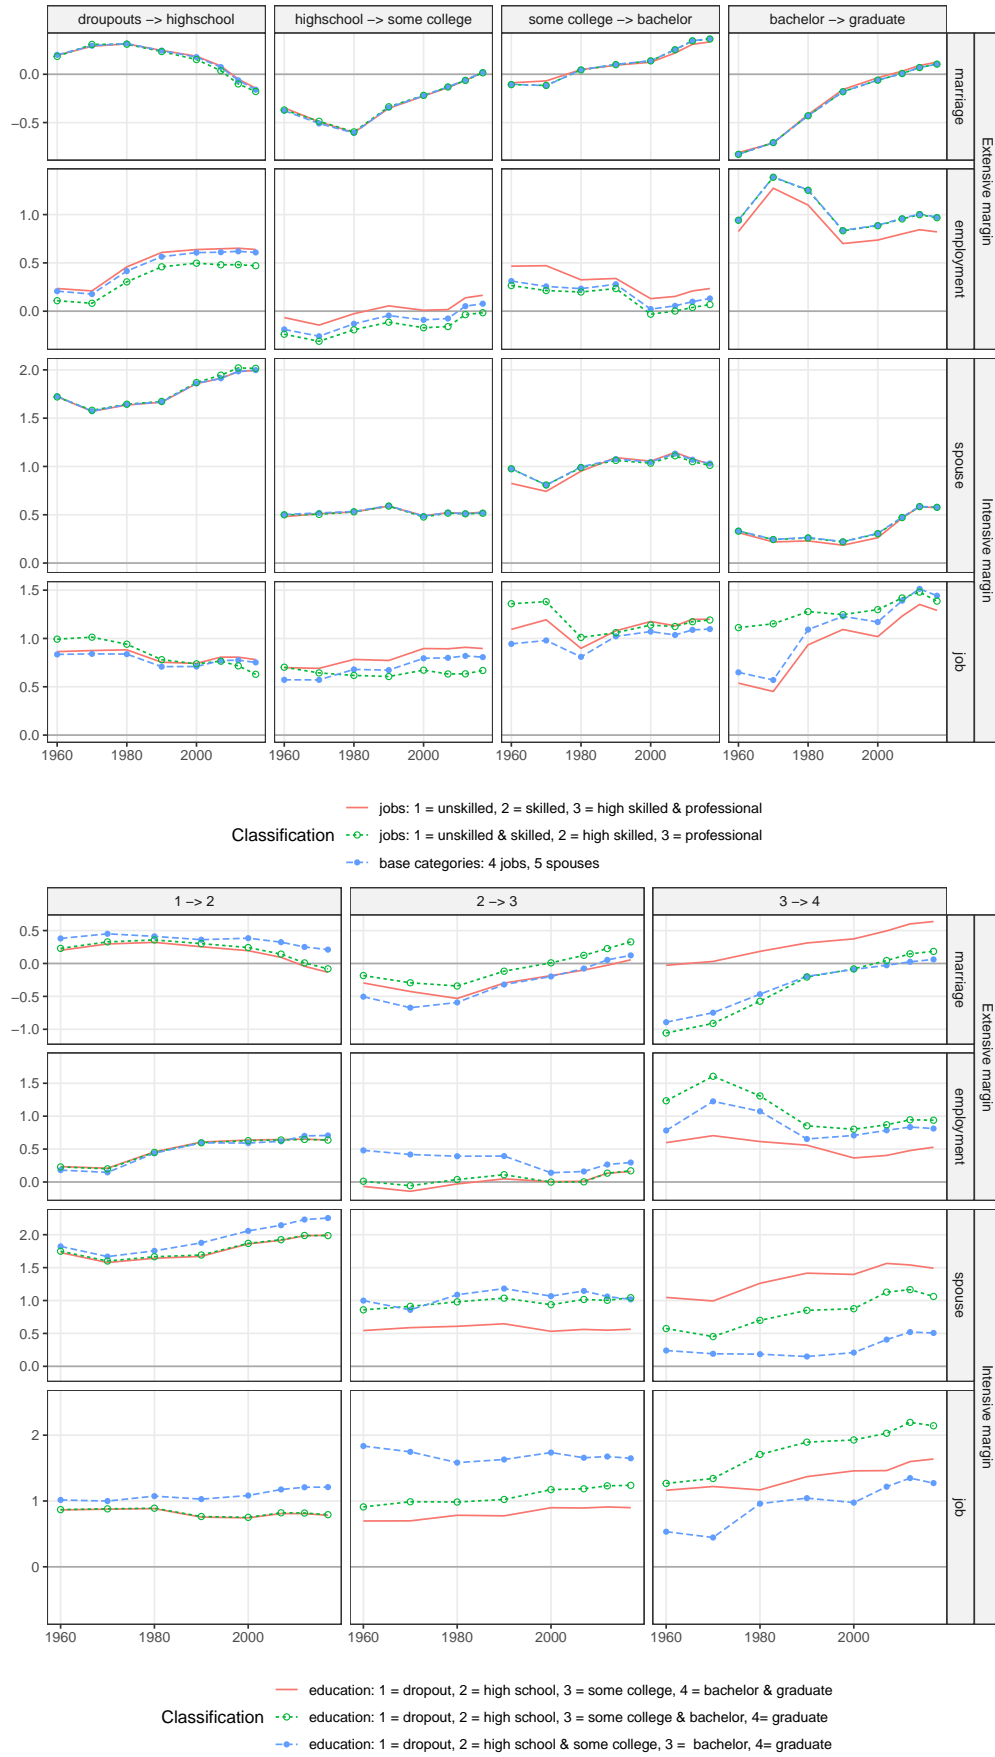 droupouts −> highschool
highschool −> some college
some college −> bachelor
bachelor −> graduate
0.0
−0.5
marriage
Extensive margin
1.0
0.5
0.0
employment
2.0
1.5
1.0
0.5
0.0
spouse
Intensive margin
1.5
1.0
0.5
0.0
job
1960 1980 2000
1960 1980 2000
1960 1980 2000
1960 1980 2000
Classification
jobs: 1 = unskilled, 2 = skilled, 3 = high skilled & professional
jobs: 1 = unskilled & skilled, 2 = high skilled, 3 = professional
base categories: 4 jobs, 5 spouses
1 −> 2
2 −> 3
3 −> 4
0.5
0.0
−0.5
−1.0
marriage
Extensive margin
1.5
1.0
0.5
0.0
employment
2.0
1.5
1.0
0.5
0.0
spouse
Intensive margin
2
1
0
job
1960 1980 2000
1960 1980 2000
1960 1980 2000
Classification
education: 1 = dropout, 2 = high school, 3 = some college, 4 = bachelor & graduate
education: 1 = dropout, 2 = high school, 3 = some college & bachelor, 4= graduate
education: 1 = dropout, 2 = high school & some college, 3 =  bachelor, 4= graduate